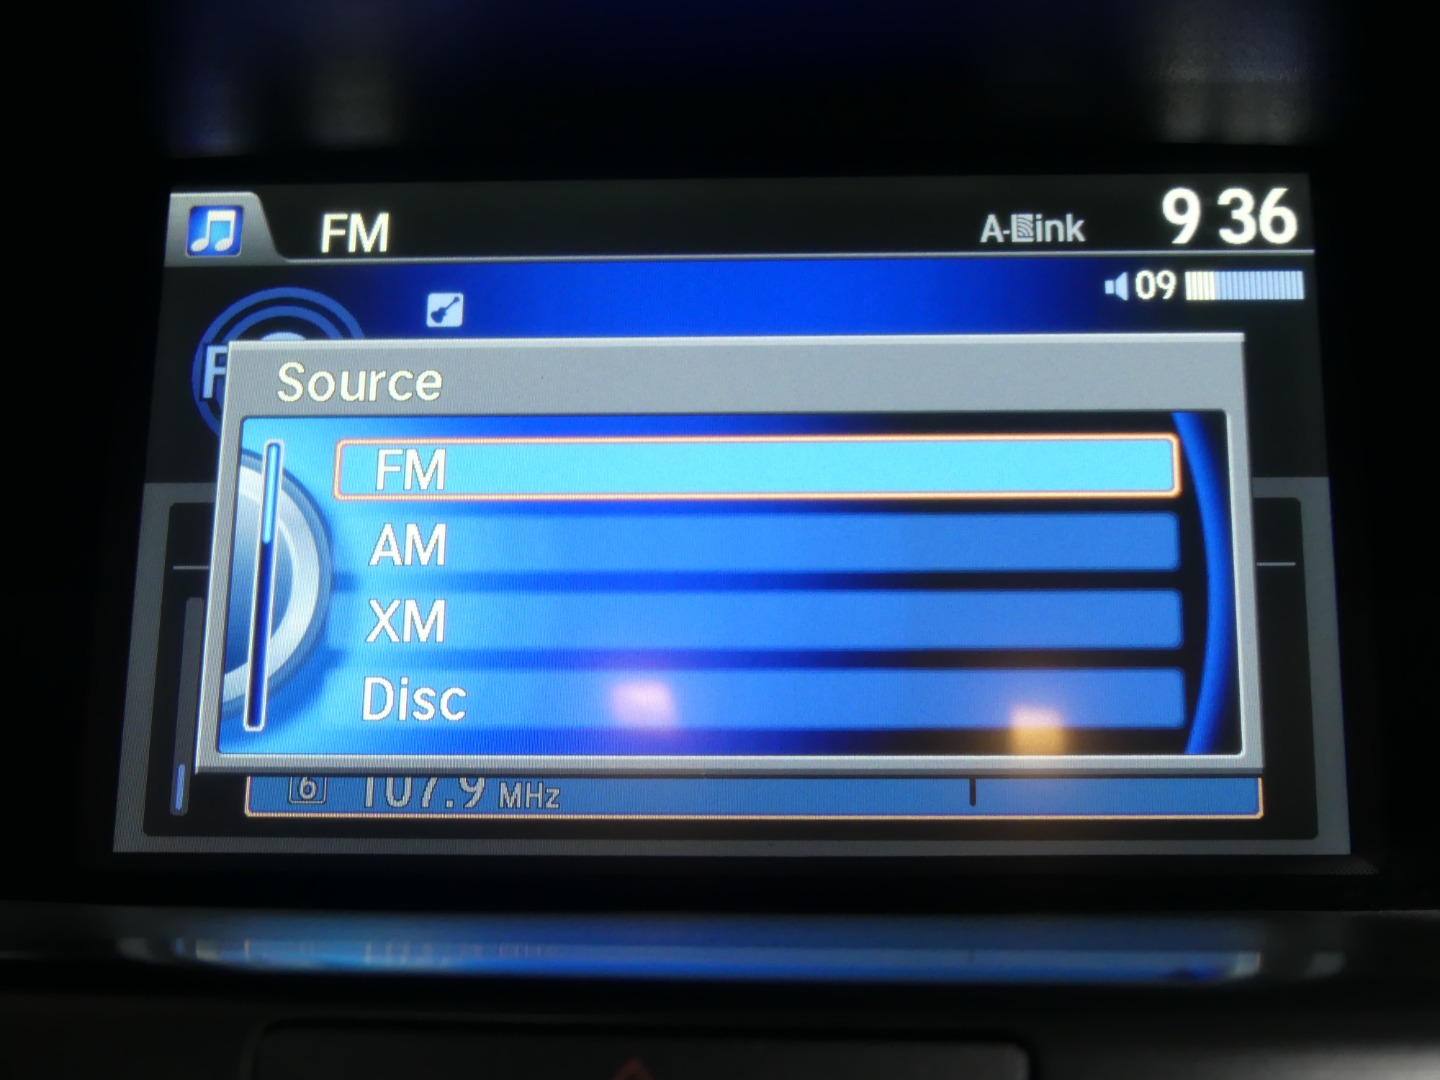 FM
A-Link
9 36
09
Source
FM
AM
XM
Disc
6 107.9 MHz